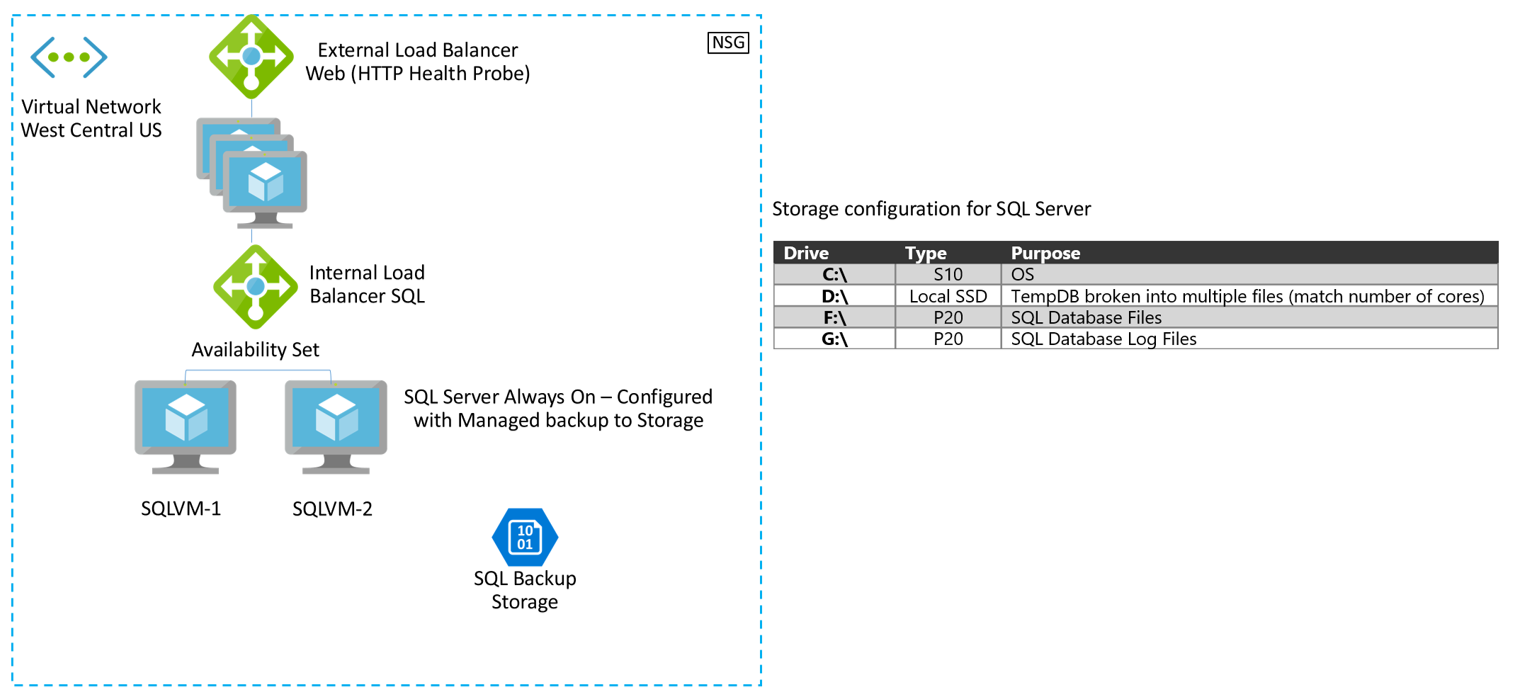 NSG
External Load Balancer
Web (HTTP Health Probe)
Virtual Network
West Central US
Internal Load
Balancer SQL
Availability Set
SQL Server Always On – Configured
with Managed backup to Storage
SQLVM-1
SQLVM-2
10
01
SQL Backup
Storage
Storage configuration for SQL Server
Drive Type Purpose
C:\ S10 OS
D:\ Local SSD TempDB broken into multiple files (match number of cores)
F:\ P20 SQL Database Files
G:\ P20 SQL Database Log Files